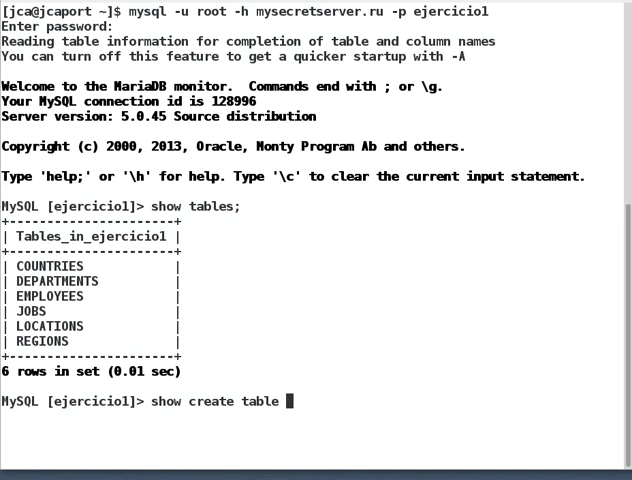 [jca@jcaport ~]$ mysql -u root -h mysecretserver.ru -p ejercicio1
Enter password:
Reading table information for completion of table and column names
You can turn off this feature to get a quicker startup with -A
Welcome to the MariaDB monitor.  Commands end with ; or \g.
Your MySQL connection id is 128996
Server version: 5.0.45 Source distribution
Copyright (c) 2000, 2013, Oracle, Monty Program Ab and others.
Type 'help;' or '\h' for help. Type '\c' to clear the current input statement.
MySQL [ejercicio1]> show tables;
+----------------------+
| Tables_in_ejercicio1 |
+----------------------+
| COUNTRIES            |
| DEPARTMENTS          |
| EMPLOYEES            |
| JOBS                 |
| LOCATIONS            |
| REGIONS              |
+----------------------+
6 rows in set (0.01 sec)
MySQL [ejercicio1]> show create table